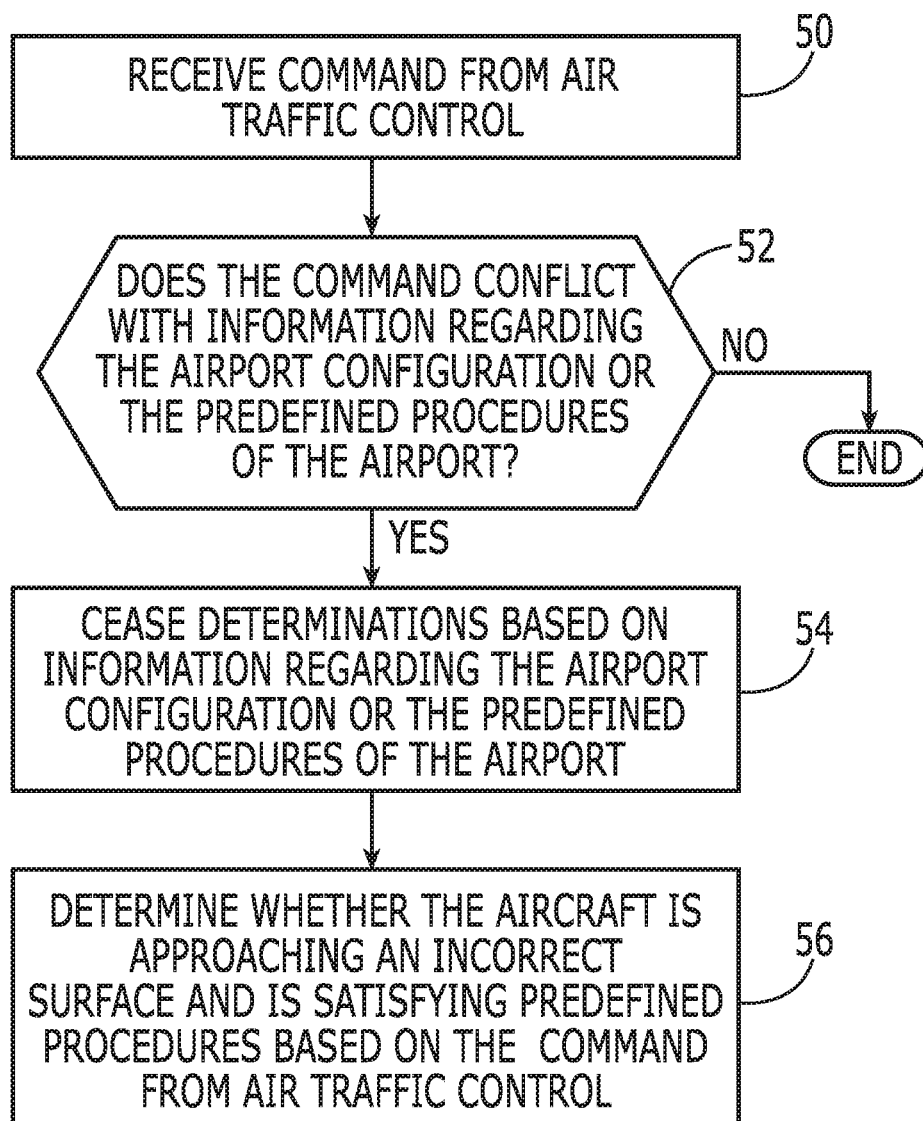 50
RECEIVE COMMAND FROM AIR
TRAFFIC CONTROL
52
DOES THE COMMAND CONFLICT
WITH INFORMATION REGARDING
THE AIRPORT CONFIGURATION OR
THE PREDEFINED PROCEDURES
OF THE AIRPORT?
NO
END
YES
54
CEASE DETERMINATIONS BASED ON
INFORMATION REGARDING THE AIRPORT
CONFIGURATION OR THE PREDEFINED
PROCEDURES OF THE AIRPORT
56
DETERMINE WHETHER THE AIRCRAFT IS
APPROACHING AN INCORRECT
SURFACE AND IS SATISFYING PREDEFINED
PROCEDURES BASED ON THE COMMAND
FROM AIR TRAFFIC CONTROL